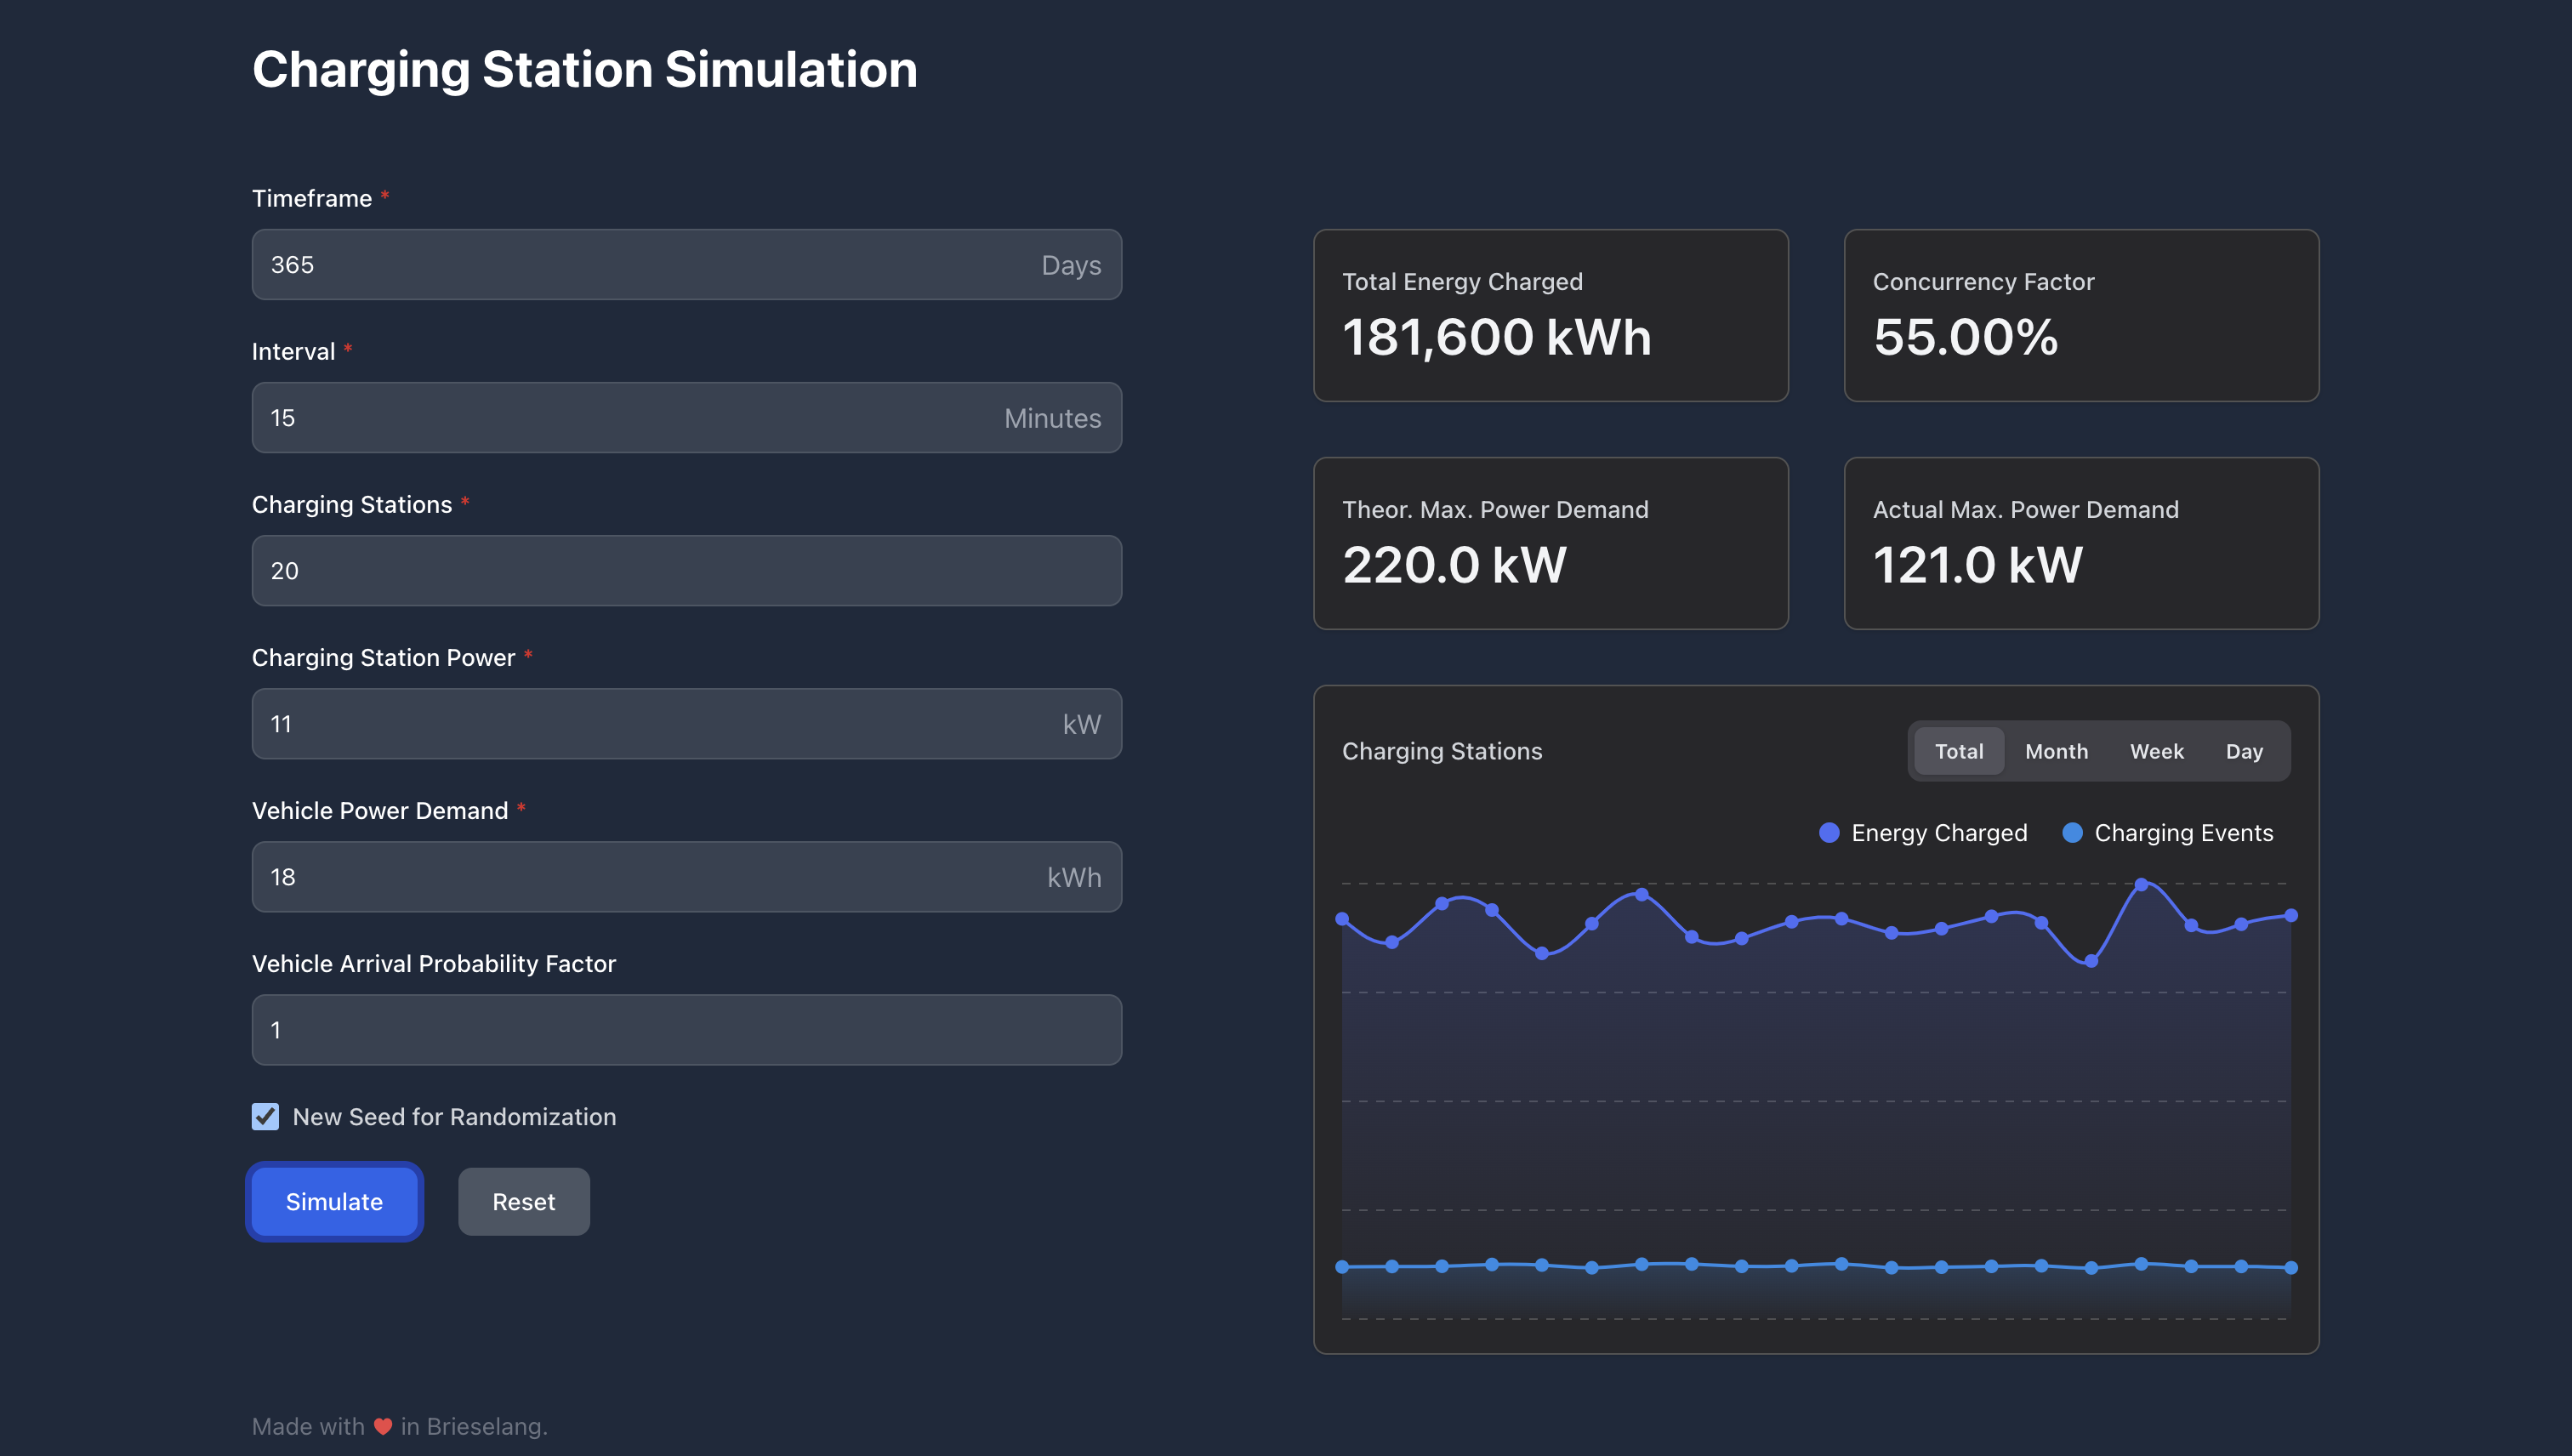 Charging Station Simulation
Timeframe *
365 Days
Interval *
15 Minutes
Charging Stations *
20
Charging Station Power *
11 kW
Vehicle Power Demand *
18 kWh
Vehicle Arrival Probability Factor
1
New Seed for Randomization
Simulate Reset
Total Energy Charged
181,600 kWh
Concurrency Factor
55.00%
Theor. Max. Power Demand
220.0 kW
Actual Max. Power Demand
121.0 kW
Charging Stations
Total Month Week Day
Energy Charged Charging Events
Made with ❤️ in Brieselang.